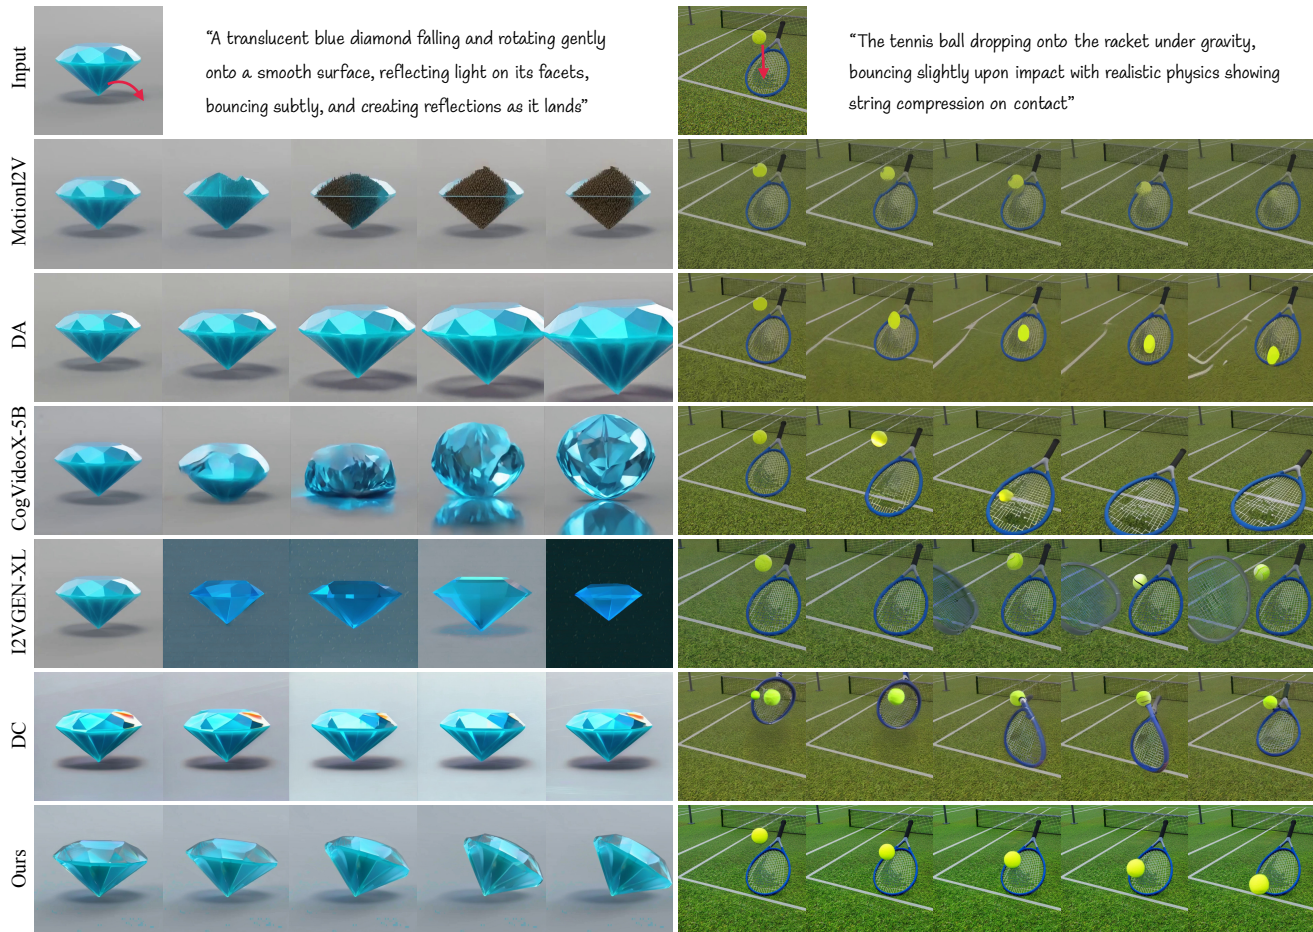 Input
“A translucent blue diamond falling and rotating gently
onto a smooth surface, reflecting light on its facets,
bouncing subtly, and creating reflections as it lands”
“The tennis ball dropping onto the racket under gravity,
bouncing slightly upon impact with realistic physics showing
string compression on contact”
MotionI2V
DA
CogVideoX-5B
I2VGEN-XL
DC
Ours